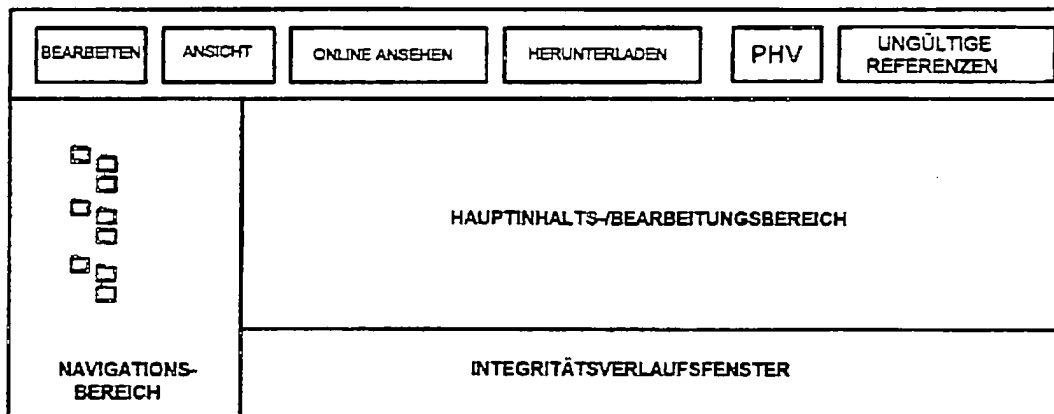 BEARBEITEN
ANSICHT
ONLINE ANSEHEN
HERUNTERLADEN
PHV
UNGÜLTIGE
REFERENZEN
HAUPTINHALTS-/BEARBEITUNGSBEREICH
NAVIGATIONS-
BEREICH
INTEGRITÄTSVERLAUFSFENSTER